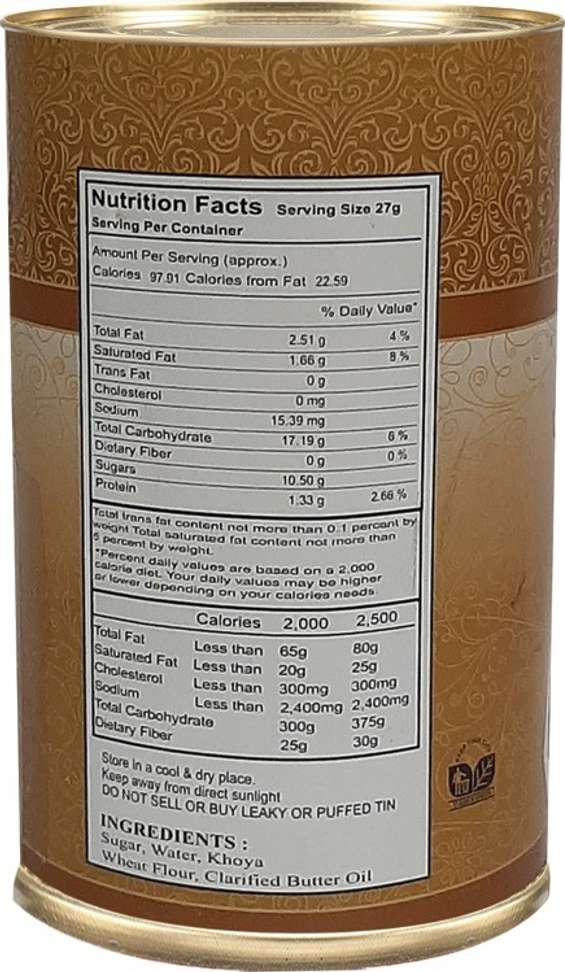 Nutrition Facts Serving Size 27g
Serving Per Container
Amount Per Serving (approx.)
Calories 97.91 Calories from Fat 22.59
% Daily Value*
Total Fat 2.51 g 4 %
Saturated Fat 1.66 g 8 %
Trans Fat 0 g
Cholesterol 0 mg
Sodium 15.39 mg
Total Carbohydrate 17.19 g 6 %
Dietary Fiber 0 g 0 %
Sugars 10.50 g
Protein 1.33 g 2.66 %
Total trans fat content not more than 0.1 percent by
weight Total saturated fat content not more than
5 percent by weight.
*Percent daily values are based on a 2,000
calorie diet. Your daily values may be higher
or lower depending on your calories needs.
Calories 2,000 2,500
Total Fat Less than 65g 80g
Saturated Fat Less than 20g 25g
Cholesterol Less than 300mg 300mg
Sodium Less than 2,400mg 2,400mg
Total Carbohydrate 300g 375g
Dietary Fiber 25g 30g
Store in a cool & dry place.
Keep away from direct sunlight
DO NOT SELL OR BUY LEAKY OR PUFFED TIN
INGREDIENTS :
Sugar, Water, Khoya
Wheat Flour, Clarified Butter Oil